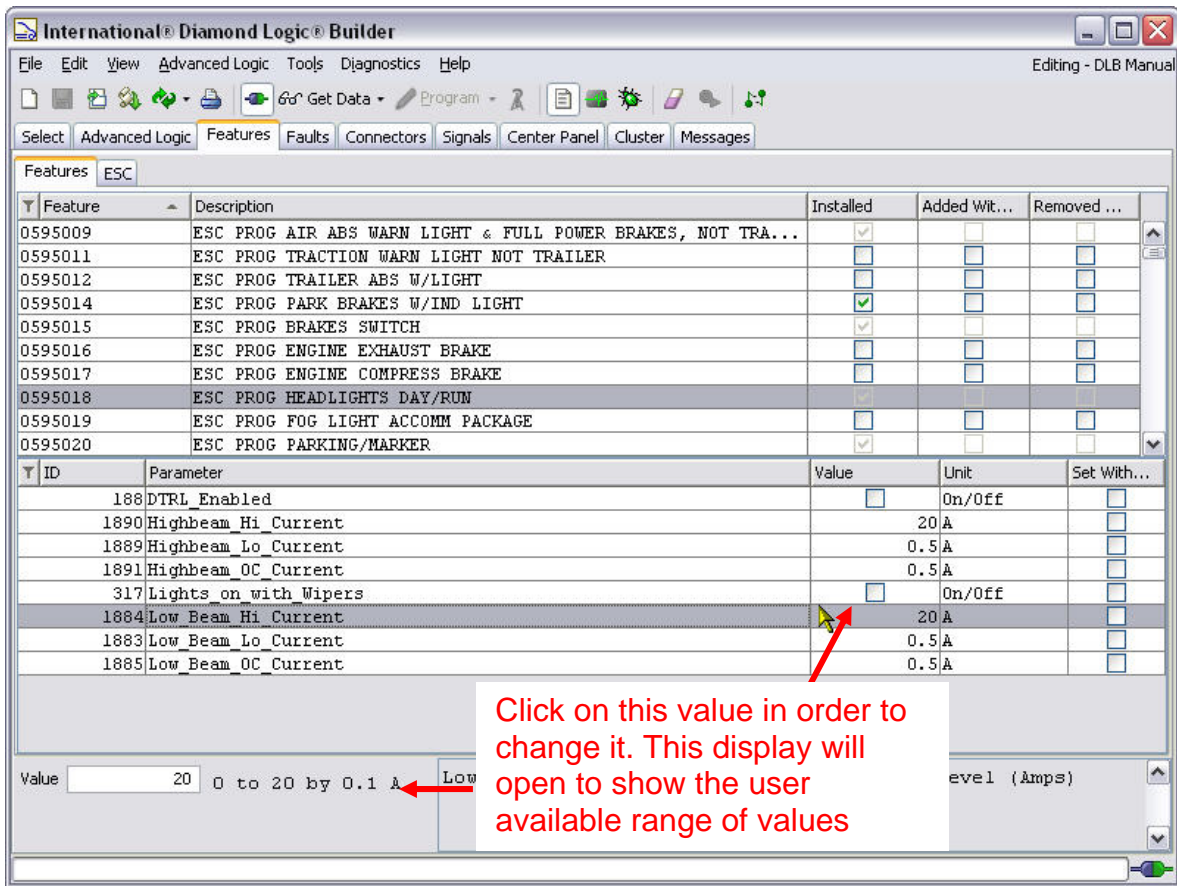 International® Diamond Logic® Builder
File Edit View Advanced Logic Tools Diagnostics Help Editing - DLB Manual
Get Data Program
Select Advanced Logic Features Faults Connectors Signals Center Panel Cluster Messages
Features ESC
Feature Description Installed Added Wit... Removed ...
0595009 ESC PROG AIR ABS WARN LIGHT & FULL POWER BRAKES, NOT TRA...
0595011 ESC PROG TRACTION WARN LIGHT NOT TRAILER
0595012 ESC PROG TRAILER ABS W/LIGHT
0595014 ESC PROG PARK BRAKES W/IND LIGHT
0595015 ESC PROG BRAKES SWITCH
0595016 ESC PROG ENGINE EXHAUST BRAKE
0595017 ESC PROG ENGINE COMPRESS BRAKE
0595018 ESC PROG HEADLIGHTS DAY/RUN
0595019 ESC PROG FOG LIGHT ACCOMM PACKAGE
0595020 ESC PROG PARKING/MARKER
ID Parameter Value Unit Set With...
188 DTRL_Enabled On/Off
1890 Highbeam_Hi_Current 20 A
1889 Highbeam_Lo_Current 0.5 A
1891 Highbeam_OC_Current 0.5 A
317 Lights_on_with_Wipers On/Off
1884 Low_Beam_Hi_Current 20 A
1883 Low_Beam_Lo_Current 0.5 A
1885 Low_Beam_OC_Current 0.5 A
Click on this value in order to
change it. This display will
open to show the user
available range of values
Value 20 0 to 20 by 0.1 A (Amps)